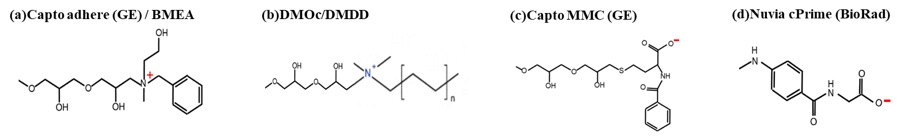 (a)Capto adhere (GE) / BMEA
(b)DMOc/DMDD
(c) Capto MMC (GE)
(d)Nuvia cPrime (BioRad)
OH
O
OH
O
OH
N
+
O
OH
O
OH
N
+
n
O
OH
O
OH
S
O
O
NH
O
HN
O
N
H
O
O